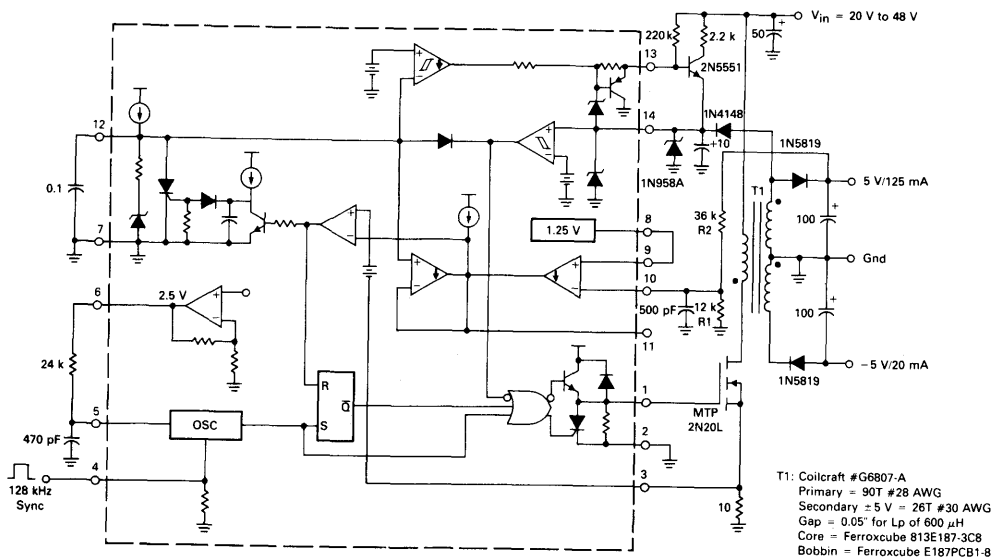 V_in = 20 V to 48 V
220 k
2.2 k
50
+
13
2N5551
12
14
1N4148
+10
1N5819
1N958A
T1
5 V/125 mA
0.1
8
1.25 V
36 k
R2
+
100
7
9
10
Gnd
6
2.5 V
500 pF
12 k
R1
+
100
11
24 k
1N5819
−5 V/20 mA
R
Q̄
S
1
MTP
2N20L
5
OSC
470 pF
2
4
3
128 kHz
Sync
10
T1: Coilcraft #G6807-A
Primary = 90T #28 AWG
Secondary ± 5 V = 26T #30 AWG
Gap = 0.05" for Lp of 600 μH
Core = Ferroxcube 813E187-3C8
Bobbin = Ferroxcube E187PCB1-8